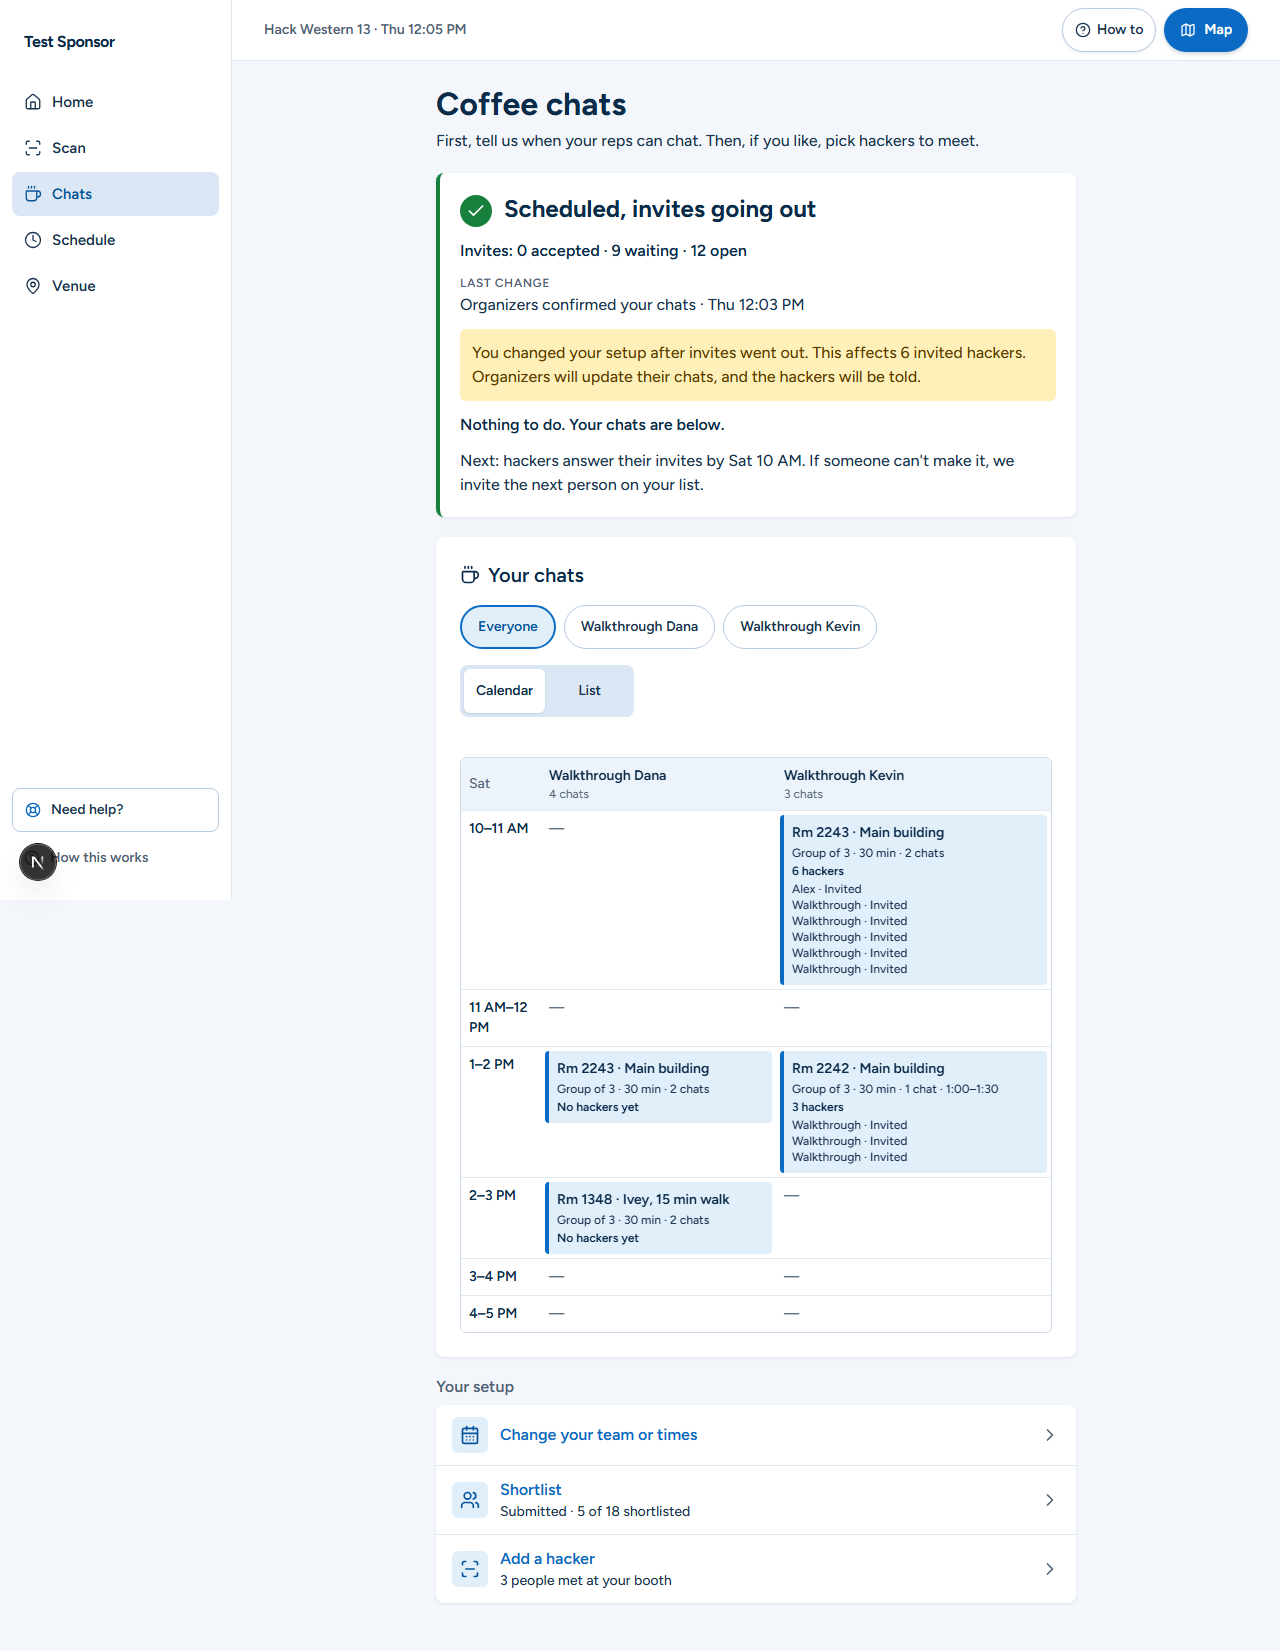 Test Sponsor
Hack Western 13 · Thu 12:05 PM
How to
Map
Home
Scan
Chats
Schedule
Venue
Need help?
How this works
N
Coffee chats
First, tell us when your reps can chat. Then, if you like, pick hackers to meet.
Scheduled, invites going out
Invites: 0 accepted · 9 waiting · 12 open
LAST CHANGE
Organizers confirmed your chats · Thu 12:03 PM
You changed your setup after invites went out. This affects 6 invited hackers.
Organizers will update their chats, and the hackers will be told.
Nothing to do. Your chats are below.
Next: hackers answer their invites by Sat 10 AM. If someone can't make it, we
invite the next person on your list.
Your chats
Everyone
Walkthrough Dana
Walkthrough Kevin
Calendar
List
Sat
Walkthrough Dana
4 chats
Walkthrough Kevin
3 chats
10–11 AM
—
Rm 2243 · Main building
Group of 3 · 30 min · 2 chats
6 hackers
Alex · Invited
Walkthrough · Invited
Walkthrough · Invited
Walkthrough · Invited
Walkthrough · Invited
Walkthrough · Invited
11 AM–12
PM
—
—
1–2 PM
Rm 2243 · Main building
Group of 3 · 30 min · 2 chats
No hackers yet
Rm 2242 · Main building
Group of 3 · 30 min · 1 chat · 1:00–1:30
3 hackers
Walkthrough · Invited
Walkthrough · Invited
Walkthrough · Invited
2–3 PM
Rm 1348 · Ivey, 15 min walk
Group of 3 · 30 min · 2 chats
No hackers yet
—
3–4 PM
—
—
4–5 PM
—
—
Your setup
Change your team or times
Shortlist
Submitted · 5 of 18 shortlisted
Add a hacker
3 people met at your booth